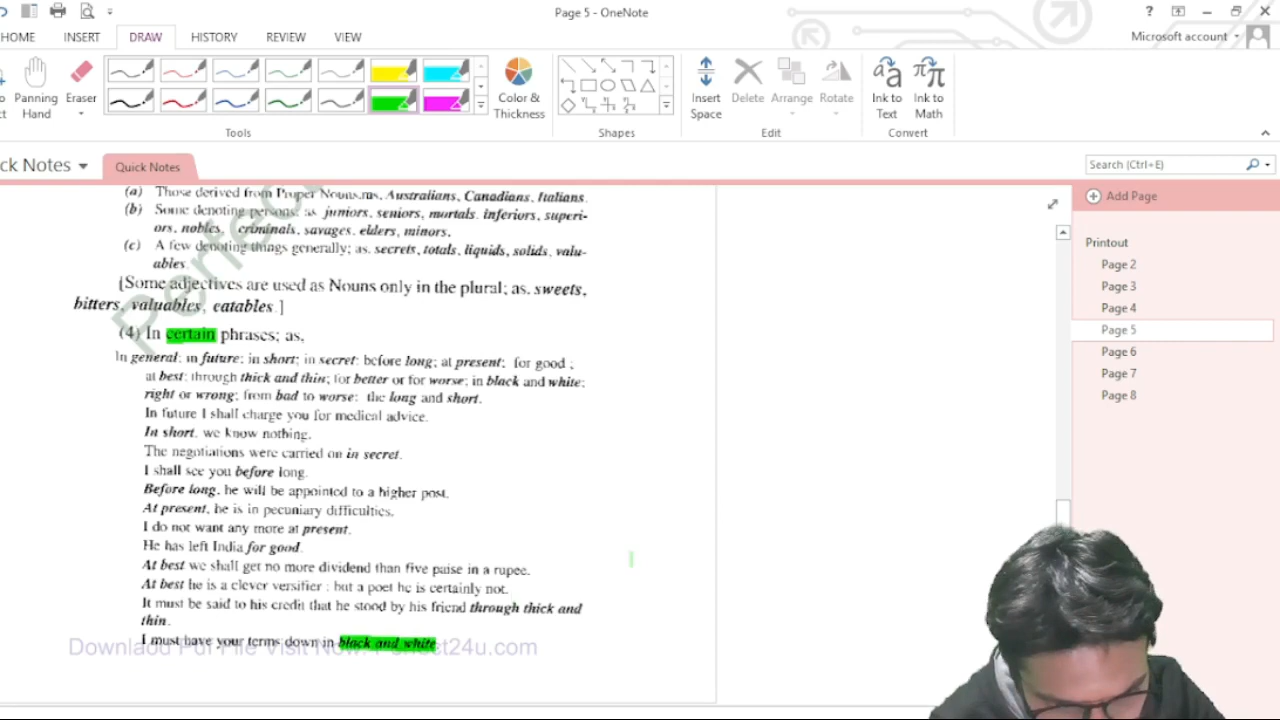 Page 5 - OneNote
?
HOME INSERT DRAW HISTORY REVIEW VIEW
Microsoft account
Panning Hand
Eraser
Color & Thickness
Insert Space
Delete
Arrange
Rotate
Ink to Text
Ink to Math
Tools
Shapes
Edit
Convert
ck Notes
Quick Notes
Search (Ctrl+E)
Add Page
Printout
Page 2
Page 3
Page 4
Page 5
Page 6
Page 7
Page 8
(a) Those derived from Proper Nouns.ras, Australians, Canadians, Italians.
(b) Some denoting persons: as juniors, seniors, mortals. inferiors, superi-
ors, nobles, criminals, savages. elders, minors,
(c) A few denoting things generally; as. secrets, totals, liquids, solids, valu-
ables.
[Some adjectives are used as Nouns only in the plural; as. sweets,
bitters, valuables, eatables.]
(4) In certain phrases; as,
In general; in future; in short; in secret: before long; at present; for good ;
at best; through thick and thin; for better or for worse; in black and white;
right or wrong; from bad to worse; the long and short.
In future I shall charge you for medical advice.
In short, we know nothing.
The negotiations were carried on in secret.
I shall see you before long.
Before long, he will be appointed to a higher post.
At present, he is in pecuniary difficulties.
I do not want any more at present.
He has left India for good.
At best we shall get no more dividend than five paise in a rupee.
At best he is a clever versifier ; but a poet he is certainly not.
It must be said to his credit that he stood by his friend through thick and
thin.
I must have your terms down in black and white